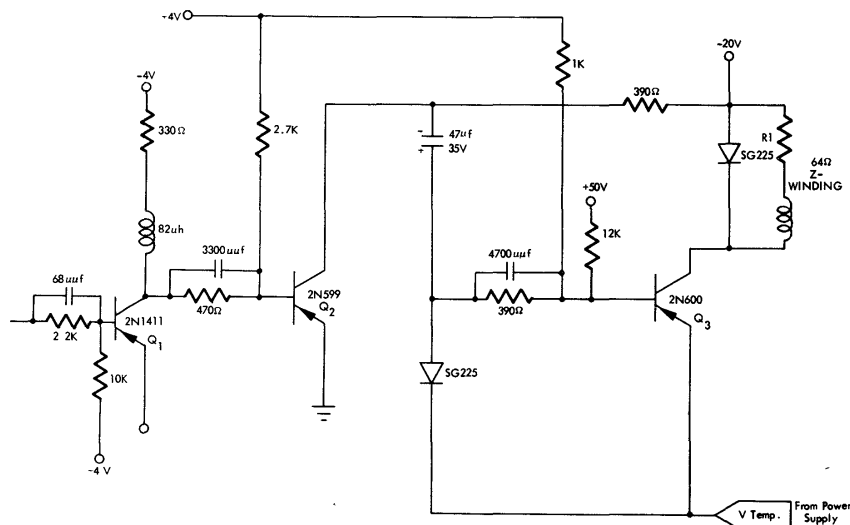 -4V
-20V
-4V
1K
390Ω
330Ω
2.7K
47uf
35V
R1
SG225
64Ω
Z-
WINDING
+50V
82uh
12K
3300uuf
4700uuf
68uuf
2N599
2N600
2N1411
470Ω
Q2
390Ω
Q3
2 2K
Q1
10K
SG225
-4 V
V Temp.
From Power
Supply